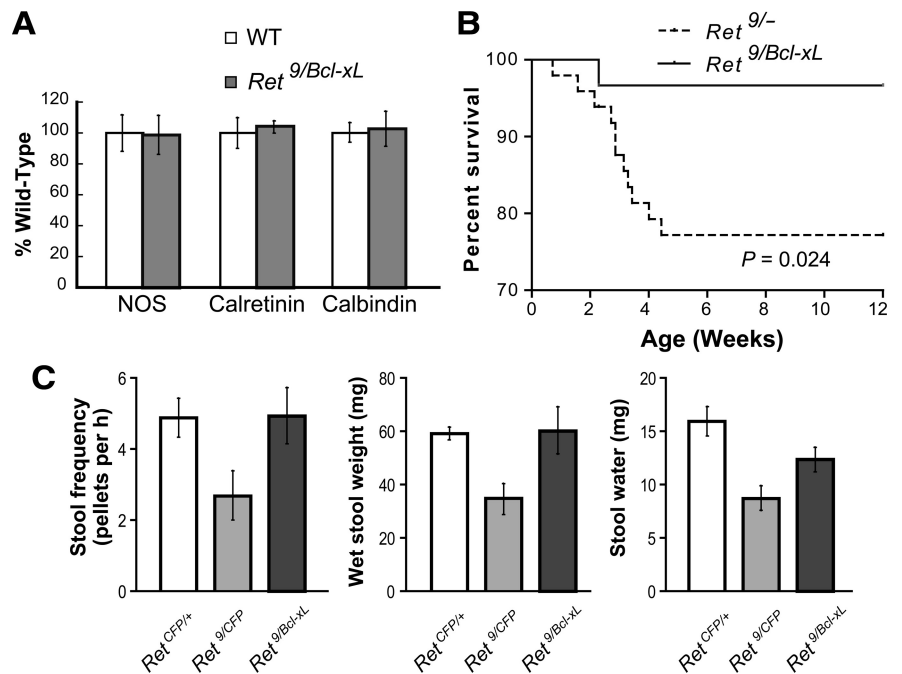 A
WT
Ret 9/Bcl-xL
% Wild-Type
120
100
80
60
40
20
0
NOS
Calretinin
Calbindin
B
Ret 9/–
Ret 9/Bcl-xL
Percent survival
100
90
80
70
P = 0.024
0
2
4
6
8
10
12
Age (Weeks)
C
Stool frequency
(pellets per h)
6
4
2
0
Ret CFP/+
Ret 9/CFP
Ret 9/Bcl-xL
Wet stool weight (mg)
80
60
40
20
0
Ret CFP/+
Ret 9/CFP
Ret 9/Bcl-xL
Stool water (mg)
20
15
10
5
0
Ret CFP/+
Ret 9/CFP
Ret 9/Bcl-xL